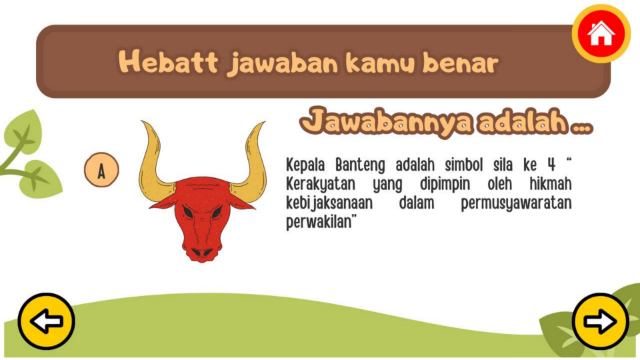 Hebatt jawaban kamu benar
Jawabannya adalah ...
A
Kepala Banteng adalah simbol sila ke 4 “
Kerakyatan yang dipimpin oleh hikmah
kebijaksanaan dalam permusyawaratan
perwakilan”